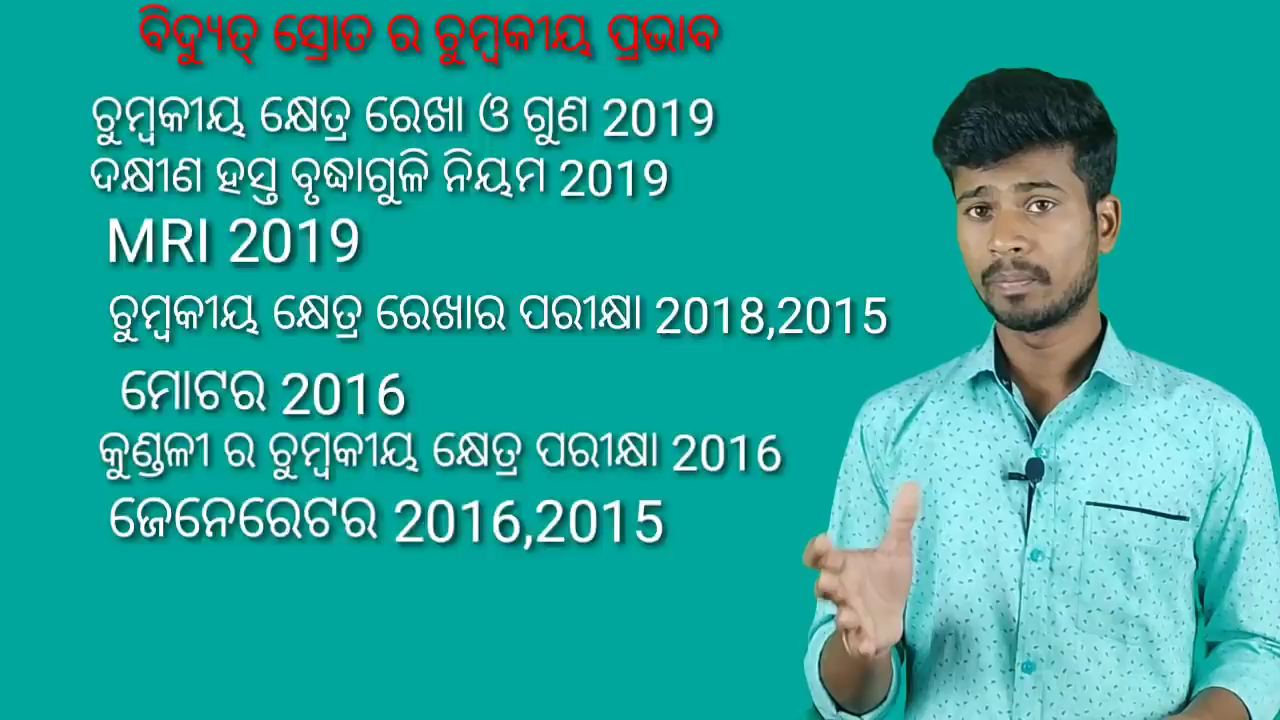 ବିଦ୍ୟୁତ୍ ସ୍ରୋତ ର ଚୁମ୍ବକୀୟ ପ୍ରଭାବ
ଚୁମ୍ବକୀୟ କ୍ଷେତ୍ର ରେଖା ଓ ଗୁଣ 2019
ଦକ୍ଷୀଣ ହସ୍ତ ବୃଦ୍ଧାଗୁଳି ନିୟମ 2019
MRI 2019
ଚୁମ୍ବକୀୟ କ୍ଷେତ୍ର ରେଖାର ପରୀକ୍ଷା 2018,2015
ମୋଟର 2016
କୁଣ୍ଡଳୀ ର ଚୁମ୍ବକୀୟ କ୍ଷେତ୍ର ପରୀକ୍ଷା 2016
ଜେନେରେଟର 2016,2015